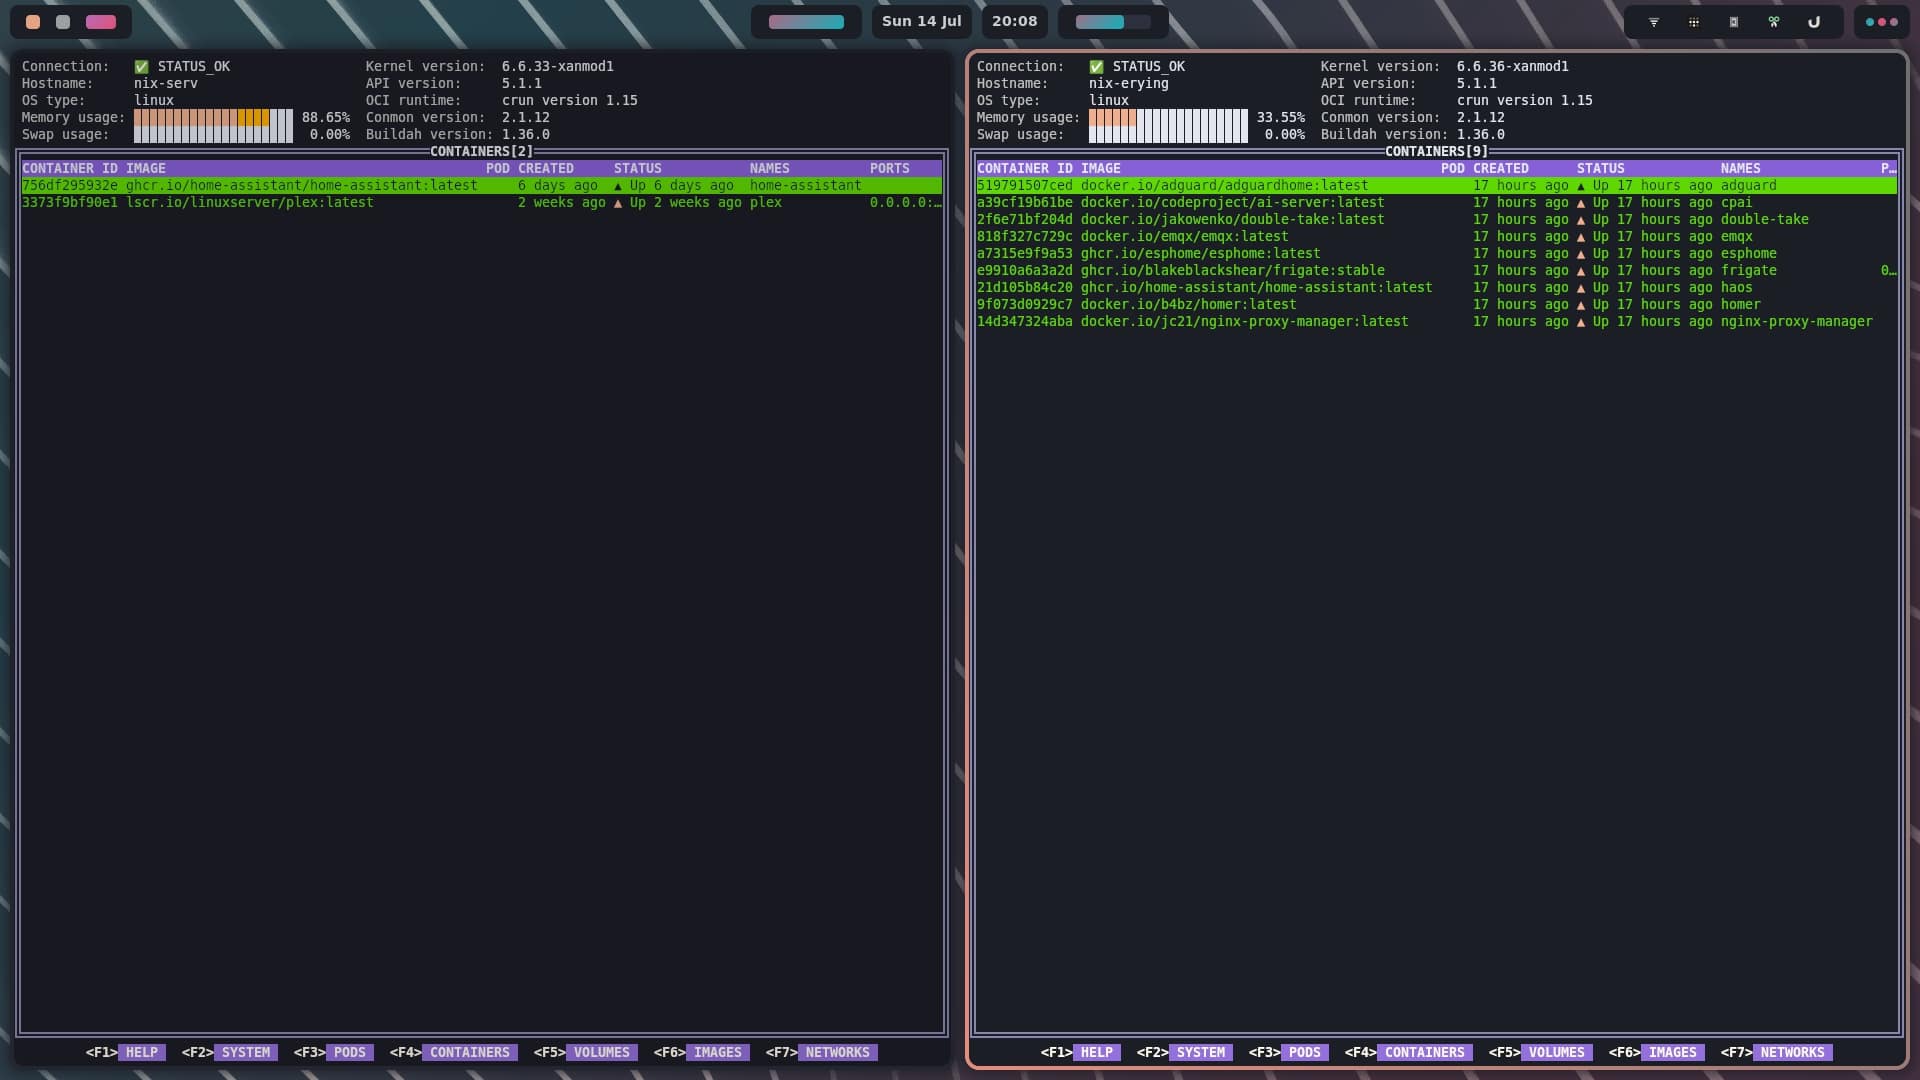 Sun 14 Jul
20:08
Connection: ✅ STATUS_OK Kernel version: 6.6.33-xanmod1
Hostname: nix-serv API version: 5.1.1
OS type: linux OCI runtime: crun version 1.15
Memory usage: 88.65% Conmon version: 2.1.12
Swap usage: 0.00% Buildah version: 1.36.0
CONTAINERS[2]
CONTAINER ID IMAGE POD CREATED STATUS NAMES PORTS
756df295932e ghcr.io/home-assistant/home-assistant:latest 6 days ago ▲ Up 6 days ago home-assistant
3373f9bf90e1 lscr.io/linuxserver/plex:latest 2 weeks ago ▲ Up 2 weeks ago plex 0.0.0.0:…
<F1> HELP <F2> SYSTEM <F3> PODS <F4> CONTAINERS <F5> VOLUMES <F6> IMAGES <F7> NETWORKS
Connection: ✅ STATUS_OK Kernel version: 6.6.36-xanmod1
Hostname: nix-erying API version: 5.1.1
OS type: linux OCI runtime: crun version 1.15
Memory usage: 33.55% Conmon version: 2.1.12
Swap usage: 0.00% Buildah version: 1.36.0
CONTAINERS[9]
CONTAINER ID IMAGE POD CREATED STATUS NAMES P…
519791507ced docker.io/adguard/adguardhome:latest 17 hours ago ▲ Up 17 hours ago adguard
a39cf19b61be docker.io/codeproject/ai-server:latest 17 hours ago ▲ Up 17 hours ago cpai
2f6e71bf204d docker.io/jakowenko/double-take:latest 17 hours ago ▲ Up 17 hours ago double-take
818f327c729c docker.io/emqx/emqx:latest 17 hours ago ▲ Up 17 hours ago emqx
a7315e9f9a53 ghcr.io/esphome/esphome:latest 17 hours ago ▲ Up 17 hours ago esphome
e9910a6a3a2d ghcr.io/blakeblackshear/frigate:stable 17 hours ago ▲ Up 17 hours ago frigate 0…
21d105b84c20 ghcr.io/home-assistant/home-assistant:latest 17 hours ago ▲ Up 17 hours ago haos
9f073d0929c7 docker.io/b4bz/homer:latest 17 hours ago ▲ Up 17 hours ago homer
14d347324aba docker.io/jc21/nginx-proxy-manager:latest 17 hours ago ▲ Up 17 hours ago nginx-proxy-manager
<F1> HELP <F2> SYSTEM <F3> PODS <F4> CONTAINERS <F5> VOLUMES <F6> IMAGES <F7> NETWORKS